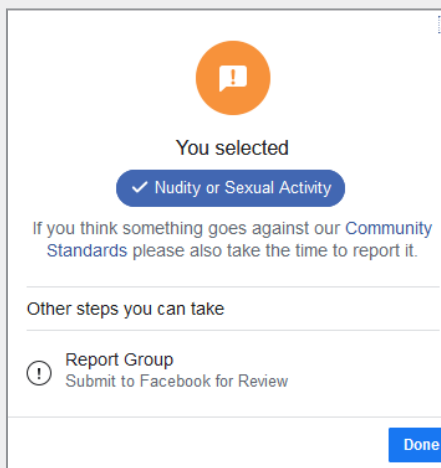 You selected
Nudity or Sexual Activity
If you think something goes against our Community
Standards please also take the time to report it.
Other steps you can take
Report Group
Submit to Facebook for Review
Done